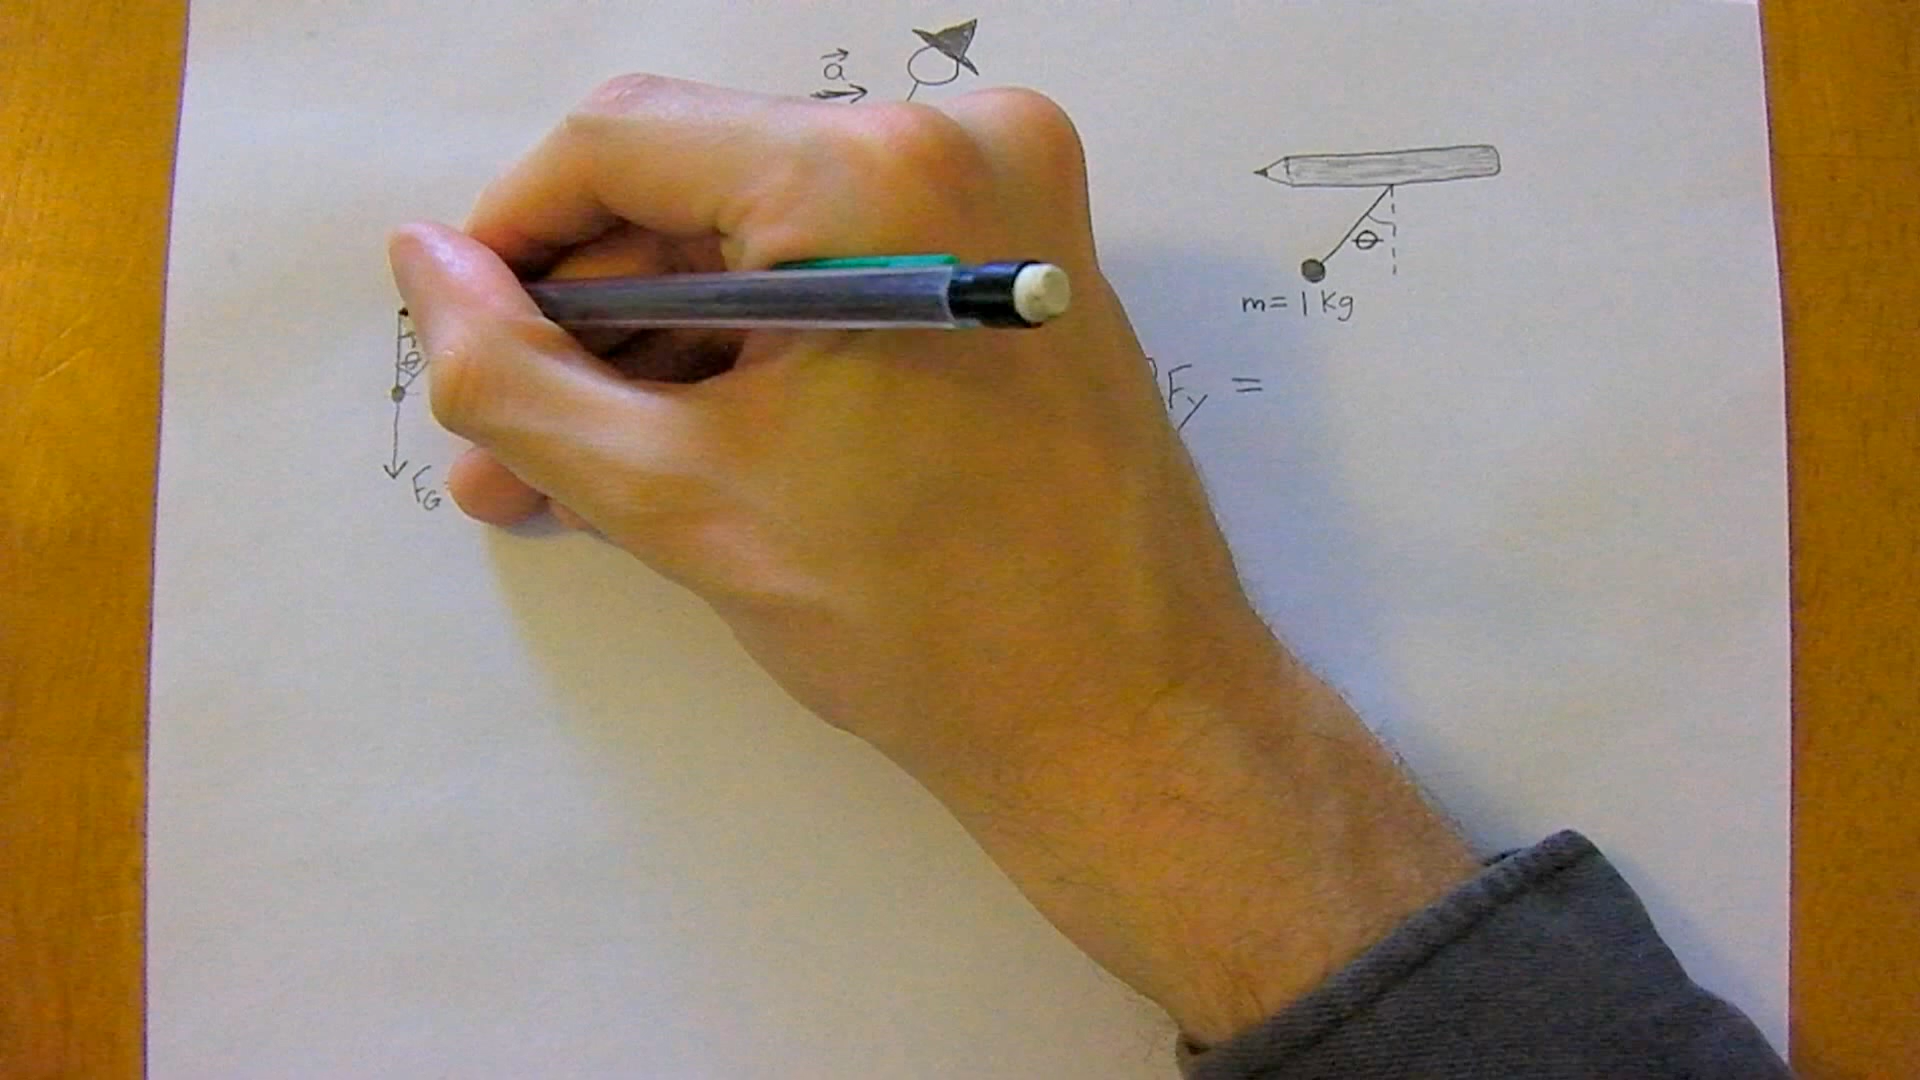 a
θ
m = 1 Kg
θ
F_y =
F_G